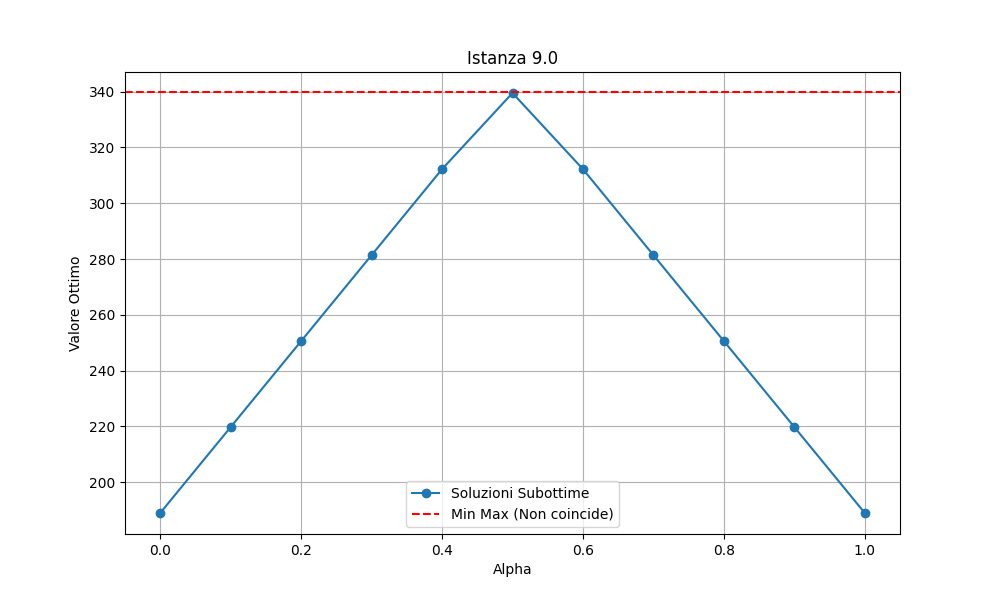 Istanza 9.0
Valore Ottimo
340
320
300
280
260
240
220
200
Soluzioni Subottime
Min Max (Non coincide)
0.0 0.2 0.4 0.6 0.8 1.0
Alpha